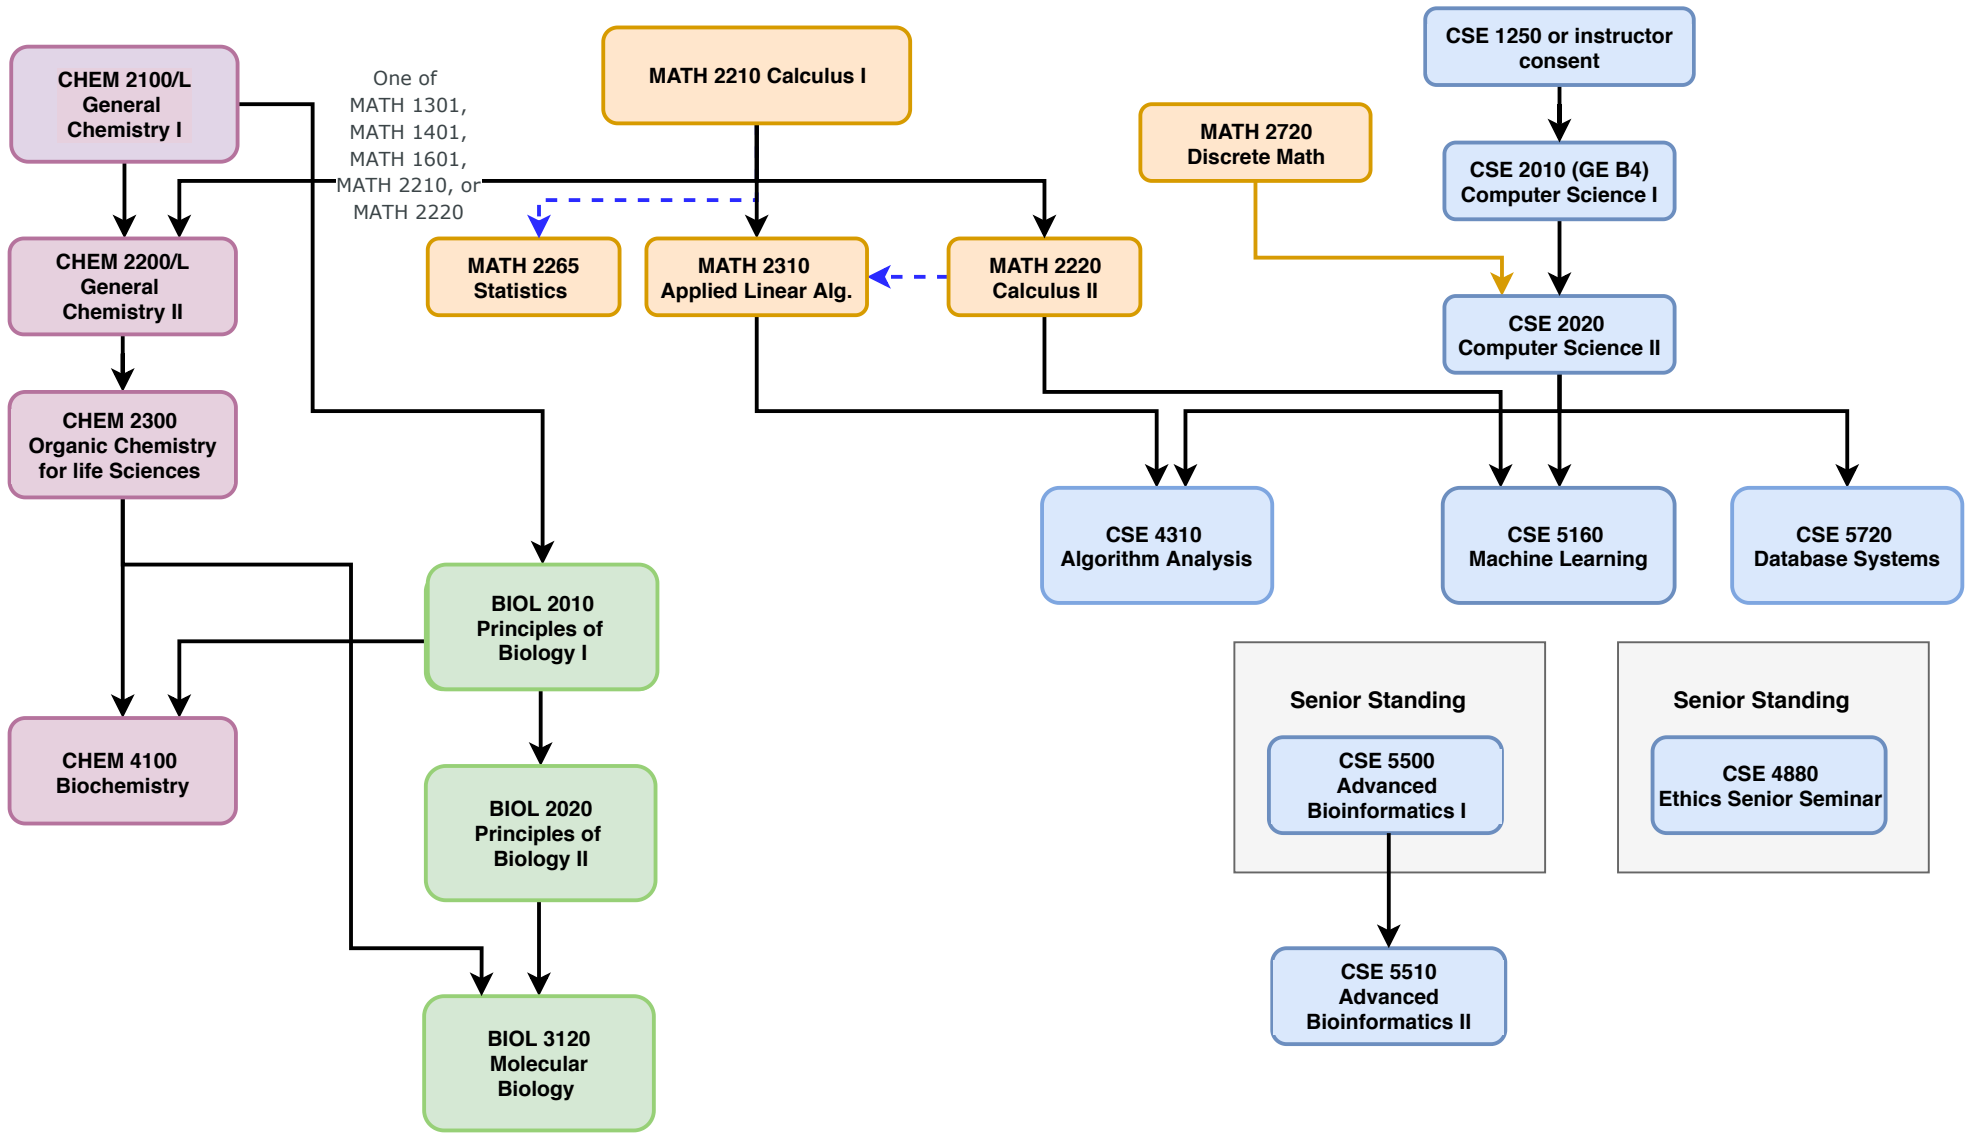 CHEM 2100/L
General
Chemistry I
One of
MATH 1301,
MATH 1401,
MATH 1601,
MATH 2210, or
MATH 2220
MATH 2210 Calculus I
CSE 1250 or instructor
consent
MATH 2720
Discrete Math
CSE 2010 (GE B4)
Computer Science I
CHEM 2200/L
General
Chemistry II
MATH 2265
Statistics
MATH 2310
Applied Linear Alg.
MATH 2220
Calculus II
CSE 2020
Computer Science II
CHEM 2300
Organic Chemistry
for life Sciences
CSE 4310
Algorithm Analysis
CSE 5160
Machine Learning
CSE 5720
Database Systems
BIOL 2010
Principles of
Biology I
Senior Standing
CSE 5500
Advanced
Bioinformatics I
Senior Standing
CSE 4880
Ethics Senior Seminar
CHEM 4100
Biochemistry
BIOL 2020
Principles of
Biology II
CSE 5510
Advanced
Bioinformatics II
BIOL 3120
Molecular
Biology